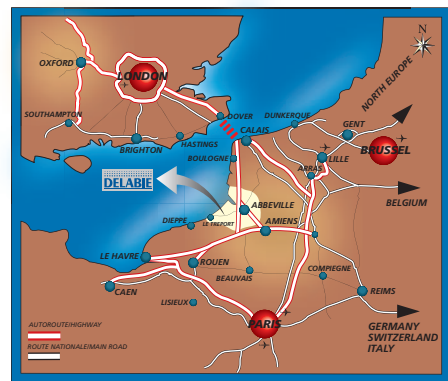 N
OXFORD
LONDON
NORTH EUROPE
SOUTHAMPTON
DOVER
DUNKERQUE
CALAIS
GENT
BRIGHTON
HASTINGS
BRUSSEL
BOULOGNE
LILLE
ARRAS
DELABIE
BELGIUM
ABBEVILLE
DIEPPE
LE TREFORT
AMIENS
LE HAVRE
ROUEN
BEAUVAIS
COMPIEGNE
CAEN
REIMS
LISIEUX
PARIS
AUTOROUTE/HIGHWAY
ROUTE NATIONALE/MAIN ROAD
GERMANY
SWITZERLAND
ITALY